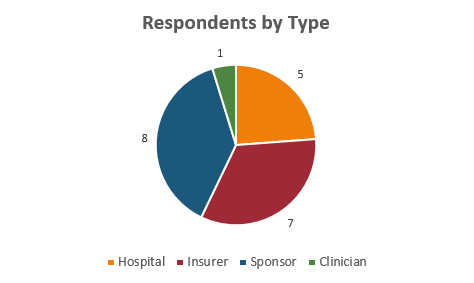 Respondents by Type
1
5
8
7
Hospital Insurer Sponsor Clinician